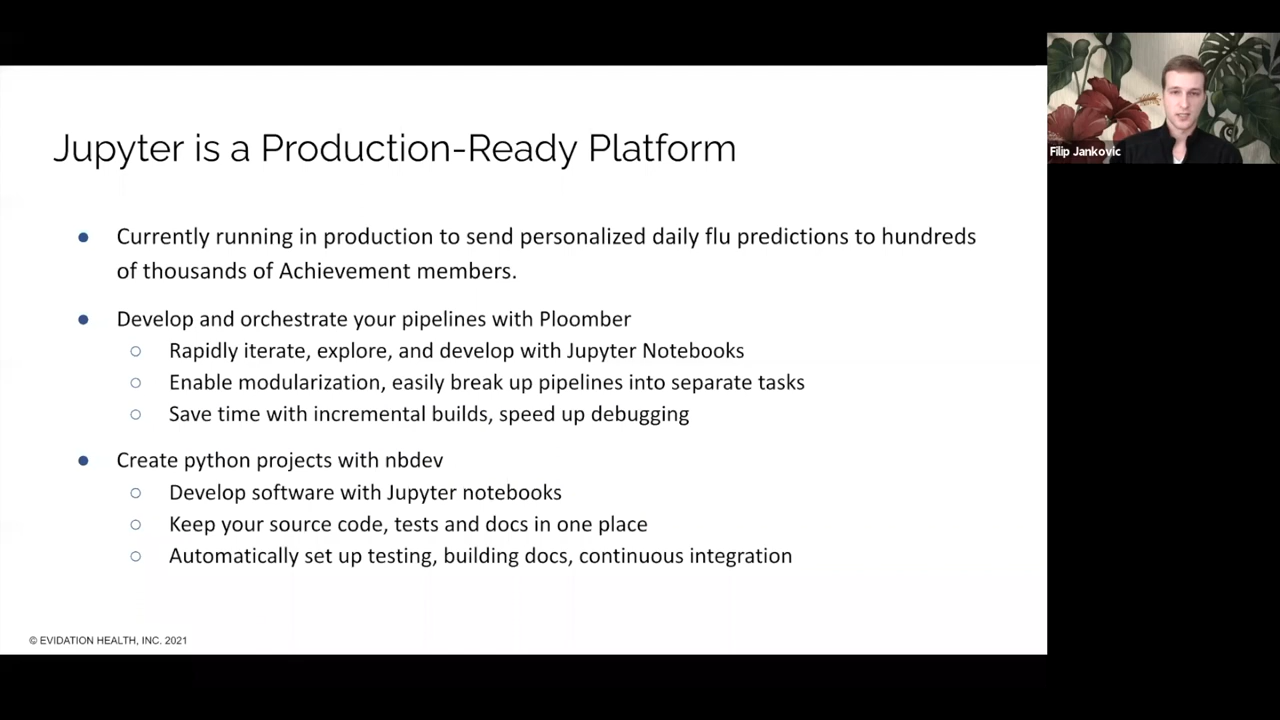 Jupyter is a Production-Ready Platform
● Currently running in production to send personalized daily flu predictions to hundreds
of thousands of Achievement members.
● Develop and orchestrate your pipelines with Ploomber
○ Rapidly iterate, explore, and develop with Jupyter Notebooks
○ Enable modularization, easily break up pipelines into separate tasks
○ Save time with incremental builds, speed up debugging
● Create python projects with nbdev
○ Develop software with Jupyter notebooks
○ Keep your source code, tests and docs in one place
○ Automatically set up testing, building docs, continuous integration
© EVIDATION HEALTH, INC. 2021
Filip Jankovic